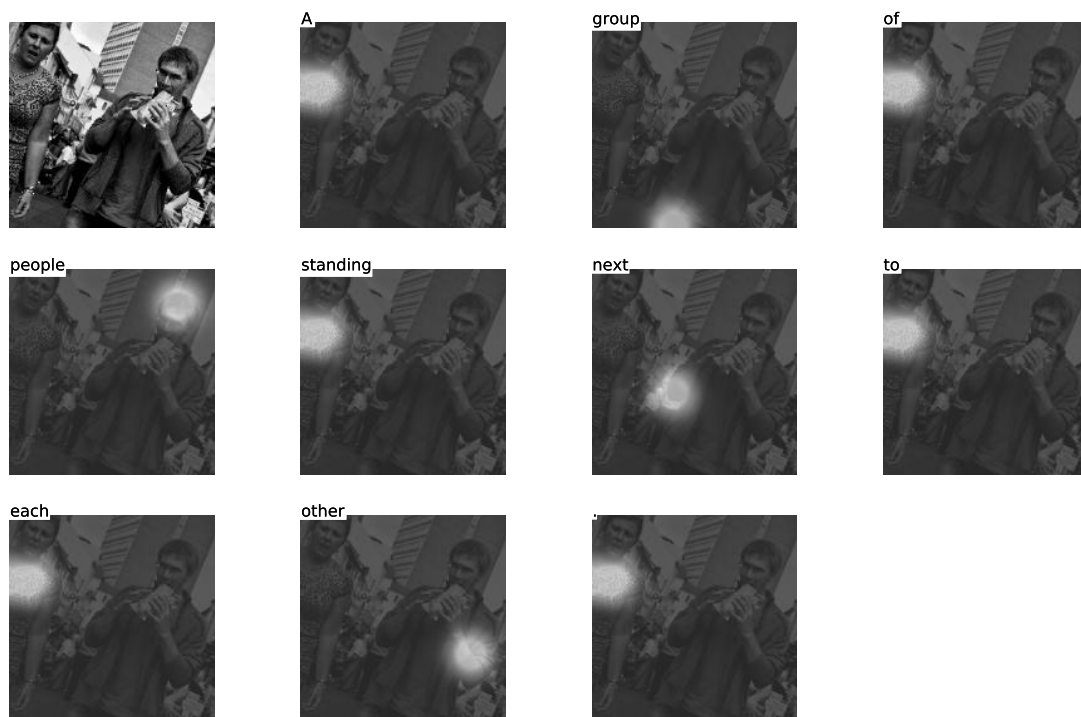 A
group
of
people
standing
next
to
each
other
.